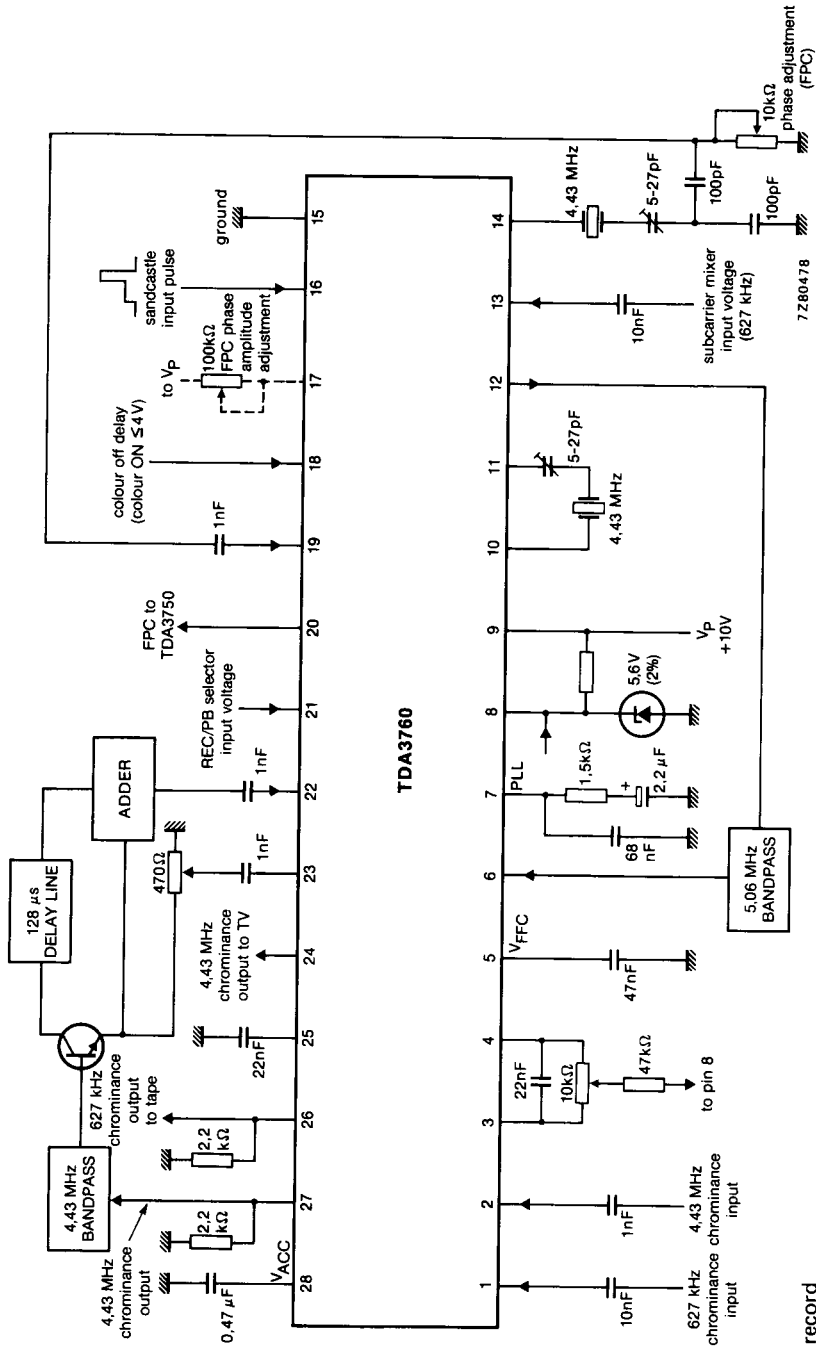 128 µs
DELAY LINE
ADDER
4,43 MHz
BANDPASS
4,43 MHz
chrominance
output
627 kHz
chrominance
output
to tape
2,2
kΩ
2,2
kΩ
0,47 µF
VACC
22nF
4,43 MHz
chrominance
output to TV
470Ω
1nF
1nF
REC/PB selector
input voltage
FPC to
TDA3750
1nF
colour off delay
(colour ON ≤4V)
to VP
100kΩ
FPC phase
amplitude
adjustment
sandcastle
input pulse
ground
28
27
26
25
24
23
22
21
20
19
18
17
16
15
TDA3760
1
2
3
4
5
6
7
8
9
10
11
12
13
14
VFFC
PLL
10nF
627 kHz
chrominance
input
1nF
4,43 MHz
chrominance
input
22nF
10kΩ
47kΩ
to pin 8
47nF
5,06 MHz
BANDPASS
68
nF
1,5kΩ
+
2,2 µF
5,6V
(2%)
VP
+10V
4,43 MHz
5-27pF
10nF
subcarrier mixer
input voltage
(627 kHz)
4,43 MHz
5-27pF
100pF
100pF
10kΩ
phase adjustment
(FPC)
7Z80478
record